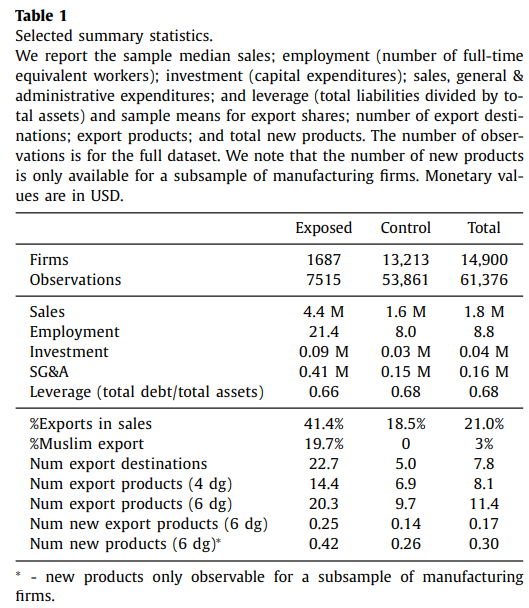 Table 1
Selected summary statistics.
We report the sample median sales; employment (number of full-time
equivalent workers); investment (capital expenditures); sales, general &
administrative expenditures; and leverage (total liabilities divided by to-
tal assets) and sample means for export shares; number of export desti-
nations; export products; and total new products. The number of obser-
vations is for the full dataset. We note that the number of new products
is only available for a subsample of manufacturing firms. Monetary val-
ues are in USD.
Exposed Control Total
Firms 1687 13,213 14,900
Observations 7515 53,861 61,376
Sales 4.4 M 1.6 M 1.8 M
Employment 21.4 8.0 8.8
Investment 0.09 M 0.03 M 0.04 M
SG&A 0.41 M 0.15 M 0.16 M
Leverage (total debt/total assets) 0.66 0.68 0.68
%Exports in sales 41.4% 18.5% 21.0%
%Muslim export 19.7% 0 3%
Num export destinations 22.7 5.0 7.8
Num export products (4 dg) 14.4 6.9 8.1
Num export products (6 dg) 20.3 9.7 11.4
Num new export products (6 dg) 0.25 0.14 0.17
Num new products (6 dg)* 0.42 0.26 0.30
* - new products only observable for a subsample of manufacturing
firms.